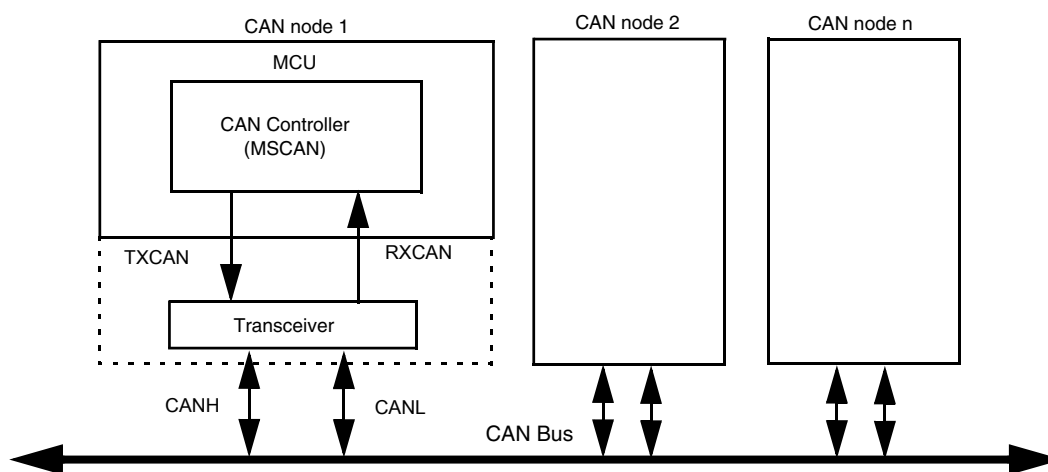 CAN node 1
CAN node 2
CAN node n
MCU
CAN Controller
(MSCAN)
TXCAN
RXCAN
Transceiver
CANH
CANL
CAN Bus